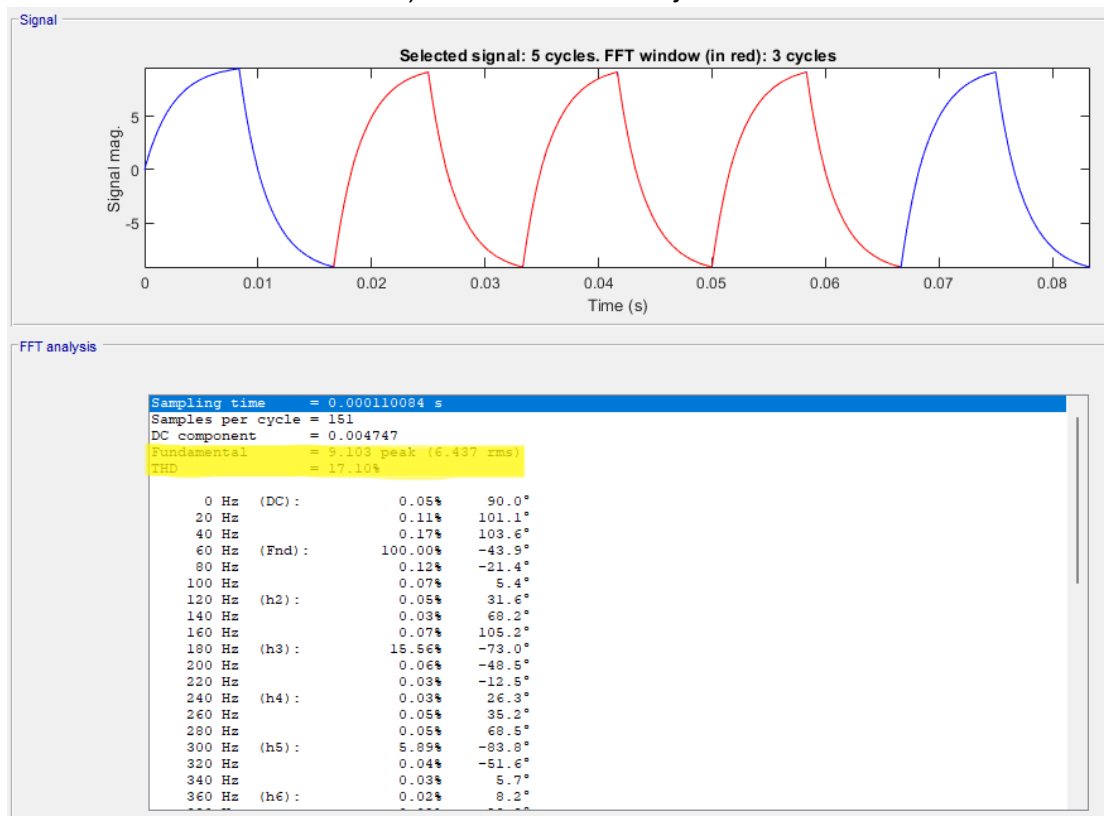 Signal
Selected signal: 5 cycles. FFT window (in red): 3 cycles
5
0
-5
Signal mag.
0 0.01 0.02 0.03 0.04 0.05 0.06 0.07 0.08
Time (s)
FFT analysis
Sampling time = 0.000110084 s
Samples per cycle = 151
DC component = 0.004747
Fundamental = 9.103 peak (6.437 rms)
THD = 17.10%
0 Hz (DC): 0.05% 90.0°
20 Hz 0.11% 101.1°
40 Hz 0.17% 103.6°
60 Hz (Fnd): 100.00% -43.9°
80 Hz 0.12% -21.4°
100 Hz 0.07% 5.4°
120 Hz (h2): 0.05% 31.6°
140 Hz 0.03% 68.2°
160 Hz 0.07% 105.2°
180 Hz (h3): 15.56% -73.0°
200 Hz 0.06% -48.5°
220 Hz 0.03% -12.5°
240 Hz (h4): 0.03% 26.3°
260 Hz 0.05% 35.2°
280 Hz 0.05% 68.5°
300 Hz (h5): 5.89% -83.8°
320 Hz 0.04% -51.6°
340 Hz 0.03% 5.7°
360 Hz (h6): 0.02% 8.2°